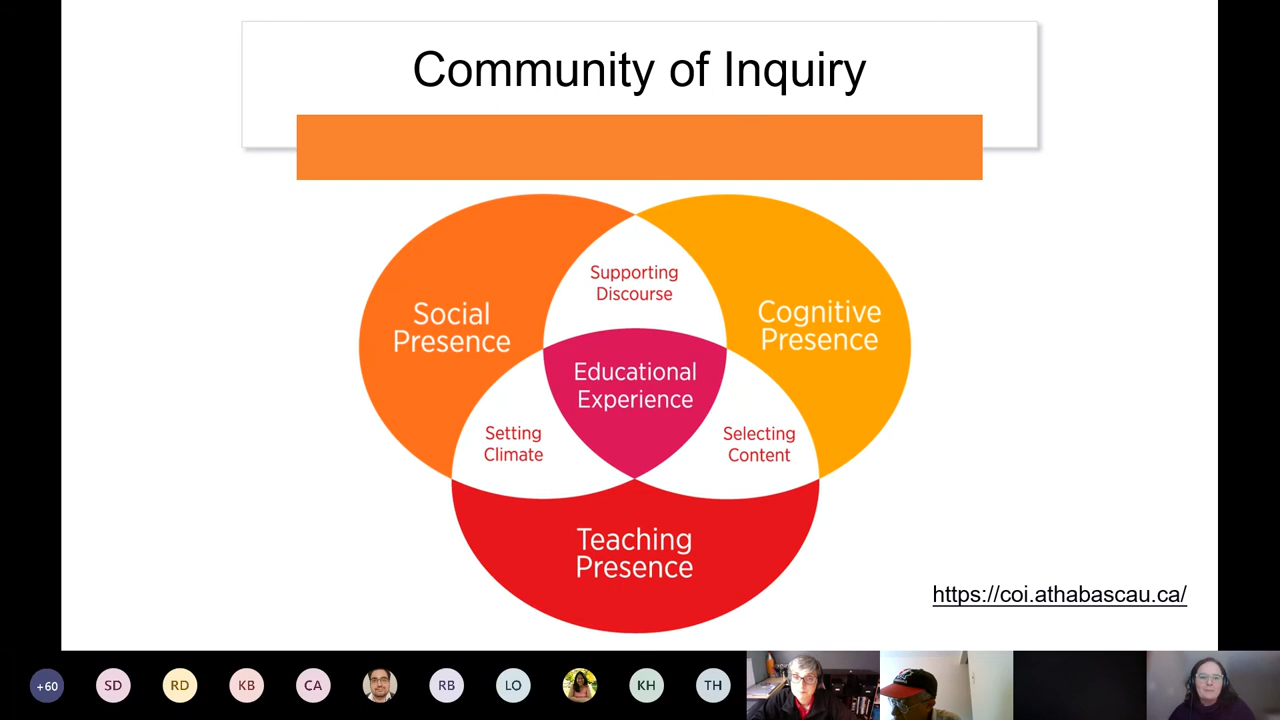 Community of Inquiry
Supporting
Discourse
Social
Presence
Cognitive
Presence
Educational
Experience
Setting
Climate
Selecting
Content
Teaching
Presence
https://coi.athabascau.ca/
+60
SD
RD
KB
CA
RB
LO
KH
TH